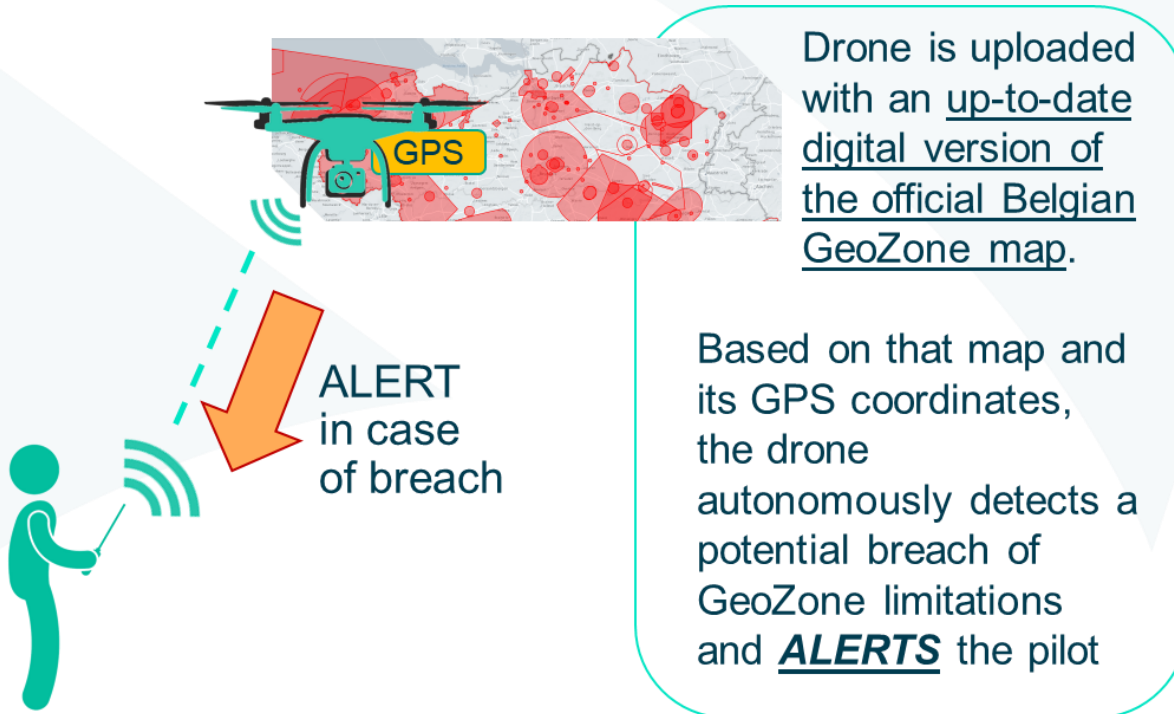 GPS
Drone is uploaded
with an up-to-date
digital version of
the official Belgian
GeoZone map.
Based on that map and
its GPS coordinates,
the drone
autonomously detects a
potential breach of
GeoZone limitations
and ALERTS the pilot
ALERT
in case
of breach